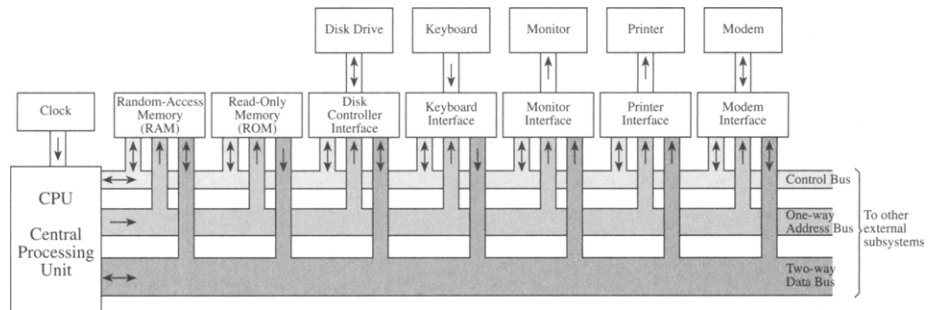 Disk Drive
Keyboard
Monitor
Printer
Modem
Clock
Random-Access
Memory
(RAM)
Read-Only
Memory
(ROM)
Disk
Controller
Interface
Keyboard
Interface
Monitor
Interface
Printer
Interface
Modem
Interface
CPU
Central
Processing
Unit
Control Bus
One-way
Address Bus
Two-way
Data Bus
To other
external
subsystems